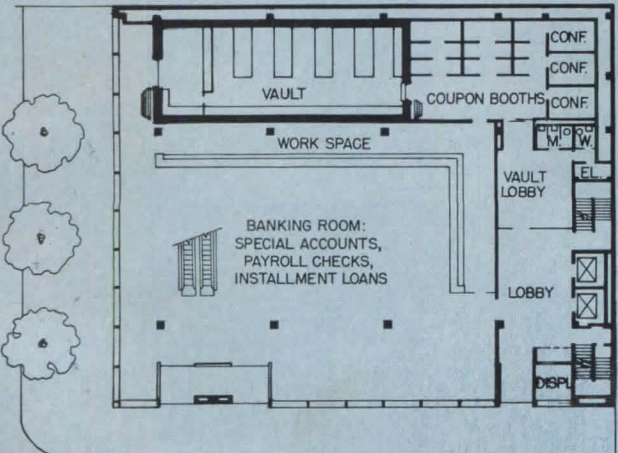 CONF.
CONF.
CONF.
VAULT
COUPON BOOTHS
M.
W.
WORK SPACE
EL.
VAULT
LOBBY
BANKING ROOM:
SPECIAL ACCOUNTS,
PAYROLL CHECKS,
INSTALLMENT LOANS
LOBBY
DISPL.